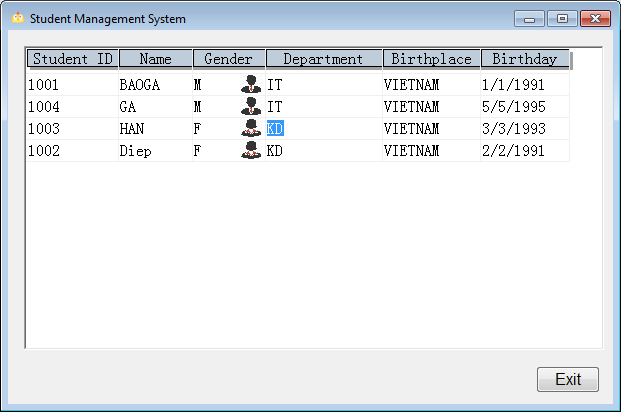 Student Management System
Student ID Name Gender Department Birthplace Birthday
1001 BAOGA M IT VIETNAM 1/1/1991
1004 GA M IT VIETNAM 5/5/1995
1003 HAN F KD VIETNAM 3/3/1993
1002 Diep F KD VIETNAM 2/2/1991
Exit